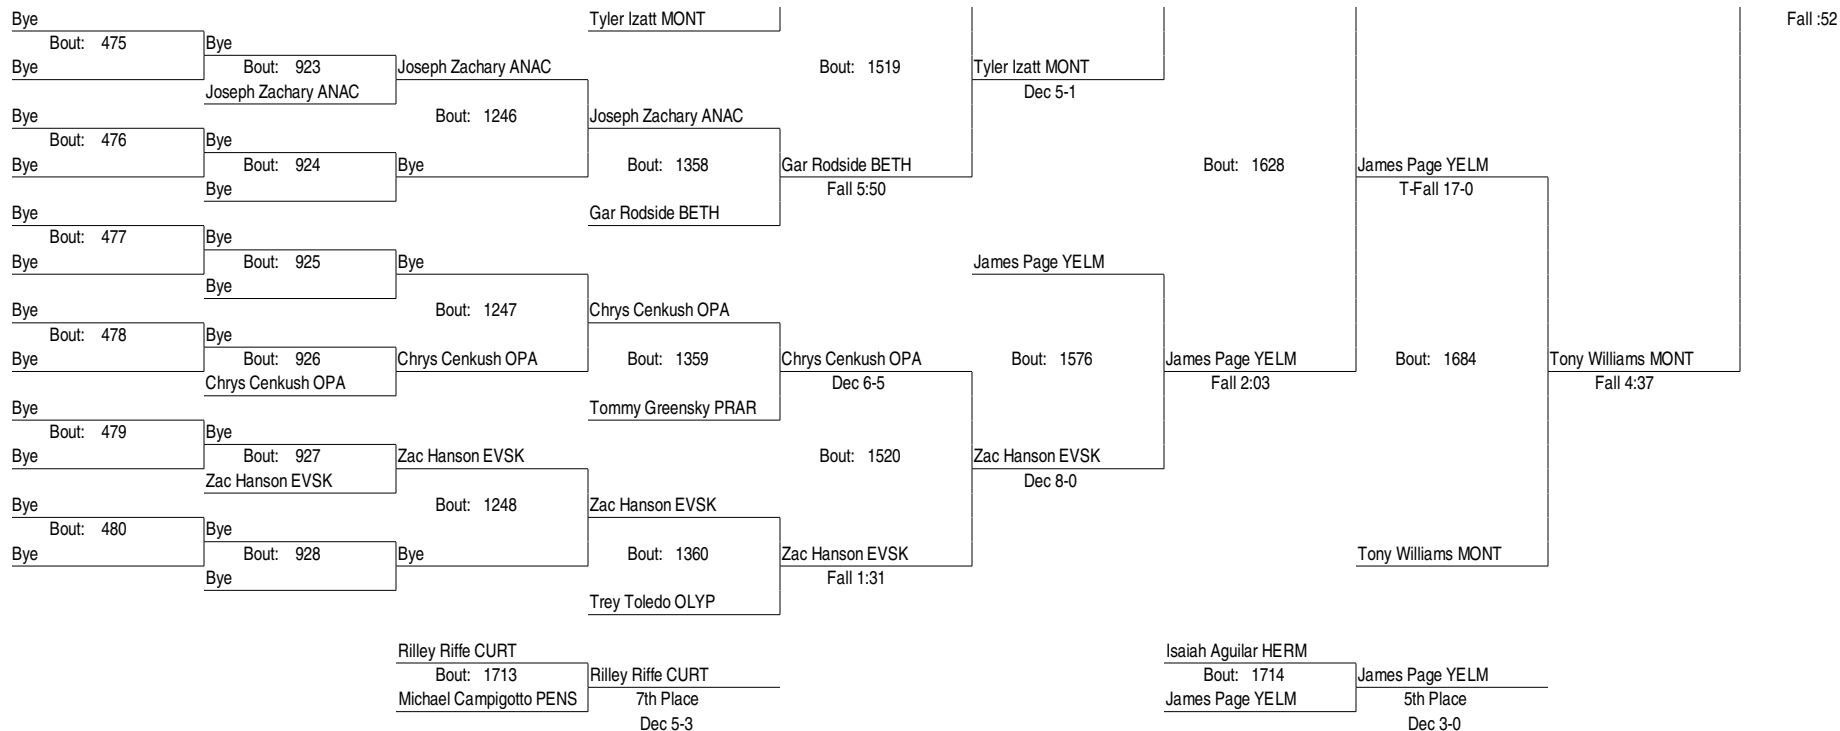 Bye Tyler Izatt MONT Fall :52
Bout: 475 Bye
Bye Bout: 923 Joseph Zachary ANAC Bout: 1519 Tyler Izatt MONT
Joseph Zachary ANAC Dec 5-1
Bye Bout: 1246 Joseph Zachary ANAC
Bout: 476 Bye
Bye Bout: 924 Bye Bout: 1358 Gar Rodside BETH Bout: 1628 James Page YELM
Bye Fall 5:50 T-Fall 17-0
Bye Gar Rodside BETH
Bout: 477 Bye
Bye Bout: 925 Bye James Page YELM
Bye
Bye Bout: 1247 Chrys Cenkush OPA
Bout: 478 Bye
Bye Bout: 926 Chrys Cenkush OPA Bout: 1359 Chrys Cenkush OPA Bout: 1576 James Page YELM Bout: 1684 Tony Williams MONT
Chrys Cenkush OPA Dec 6-5 Fall 2:03 Fall 4:37
Bye Tommy Greensky PRAR
Bout: 479 Bye
Bye Bout: 927 Zac Hanson EVSK Bout: 1520 Zac Hanson EVSK
Zac Hanson EVSK Dec 8-0
Bye Bout: 1248 Zac Hanson EVSK
Bout: 480 Bye
Bye Bout: 928 Bye Bout: 1360 Zac Hanson EVSK Tony Williams MONT
Bye Fall 1:31
Trey Toledo OLYP
Rilley Riffe CURT Isaiah Aguilar HERM
Bout: 1713 Rilley Riffe CURT Bout: 1714 James Page YELM
Michael Campigotto PENS 7th Place James Page YELM 5th Place
Dec 5-3 Dec 3-0